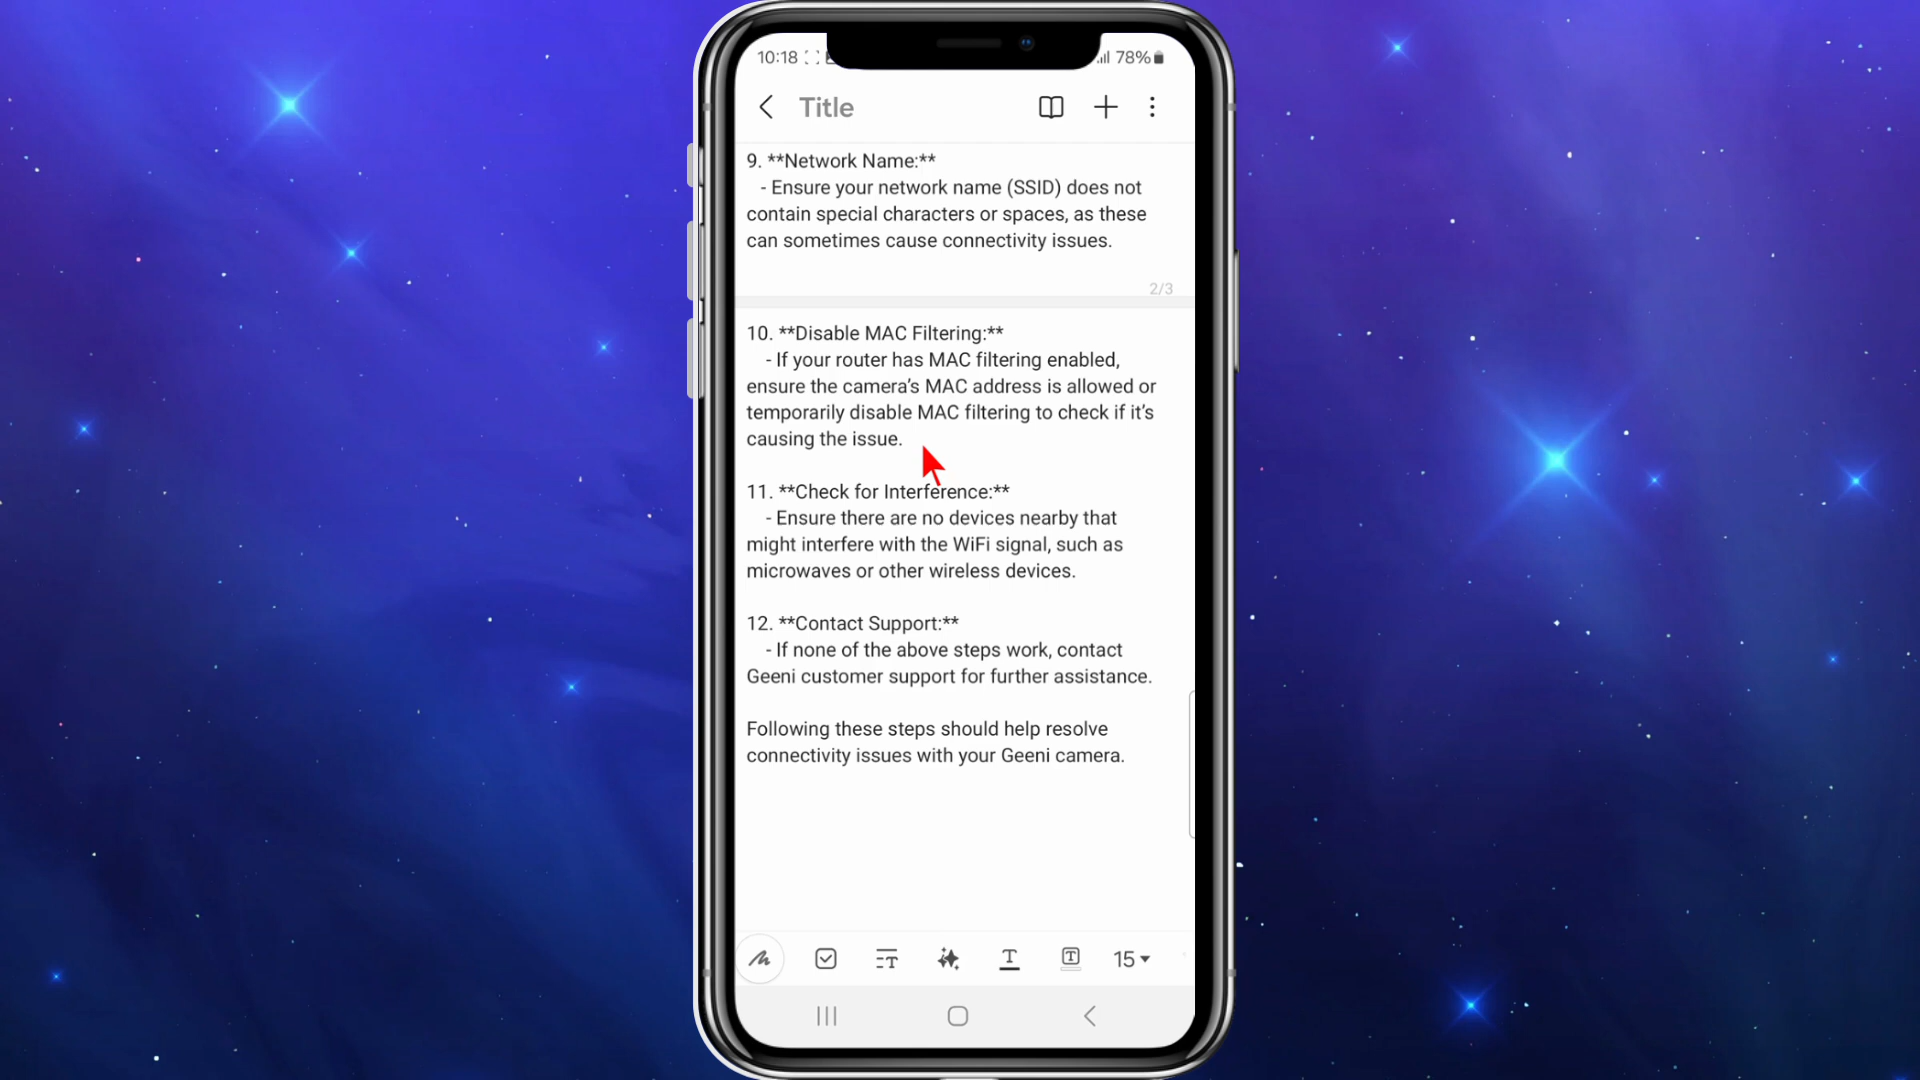 10:18
78%
Title
9. **Network Name:**
- Ensure your network name (SSID) does not
contain special characters or spaces, as these
can sometimes cause connectivity issues.
2/3
10. **Disable MAC Filtering:**
- If your router has MAC filtering enabled,
ensure the camera’s MAC address is allowed or
temporarily disable MAC filtering to check if it’s
causing the issue.
11. **Check for Interference:**
- Ensure there are no devices nearby that
might interfere with the WiFi signal, such as
microwaves or other wireless devices.
12. **Contact Support:**
- If none of the above steps work, contact
Geeni customer support for further assistance.
Following these steps should help resolve
connectivity issues with your Geeni camera.
15